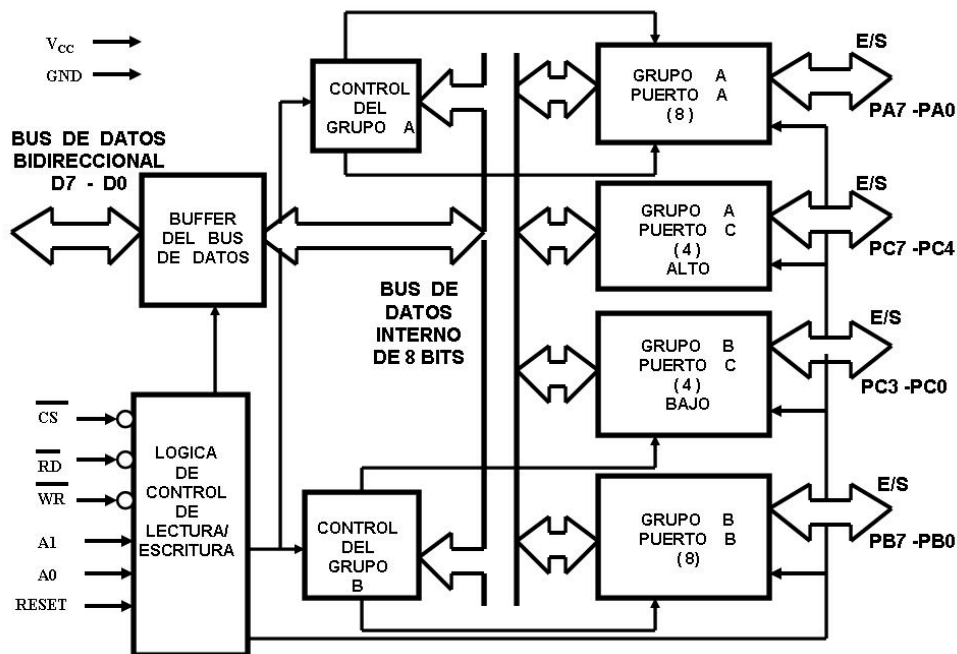 V_CC
GND
BUS DE DATOS
BIDIRECCIONAL
D7 - D0
BUFFER
DEL BUS
DE DATOS
CONTROL
DEL
GRUPO A
GRUPO A
PUERTO A
(8)
E/S
PA7 -PA0
GRUPO A
PUERTO C
(4)
ALTO
E/S
PC7 -PC4
BUS DE
DATOS
INTERNO
DE 8 BITS
GRUPO B
PUERTO C
(4)
BAJO
E/S
PC3 -PC0
CS
RD
WR
A1
A0
RESET
LOGICA
DE
CONTROL
DE
LECTURA/
ESCRITURA
CONTROL
DEL
GRUPO
B
GRUPO B
PUERTO B
(8)
E/S
PB7 -PB0